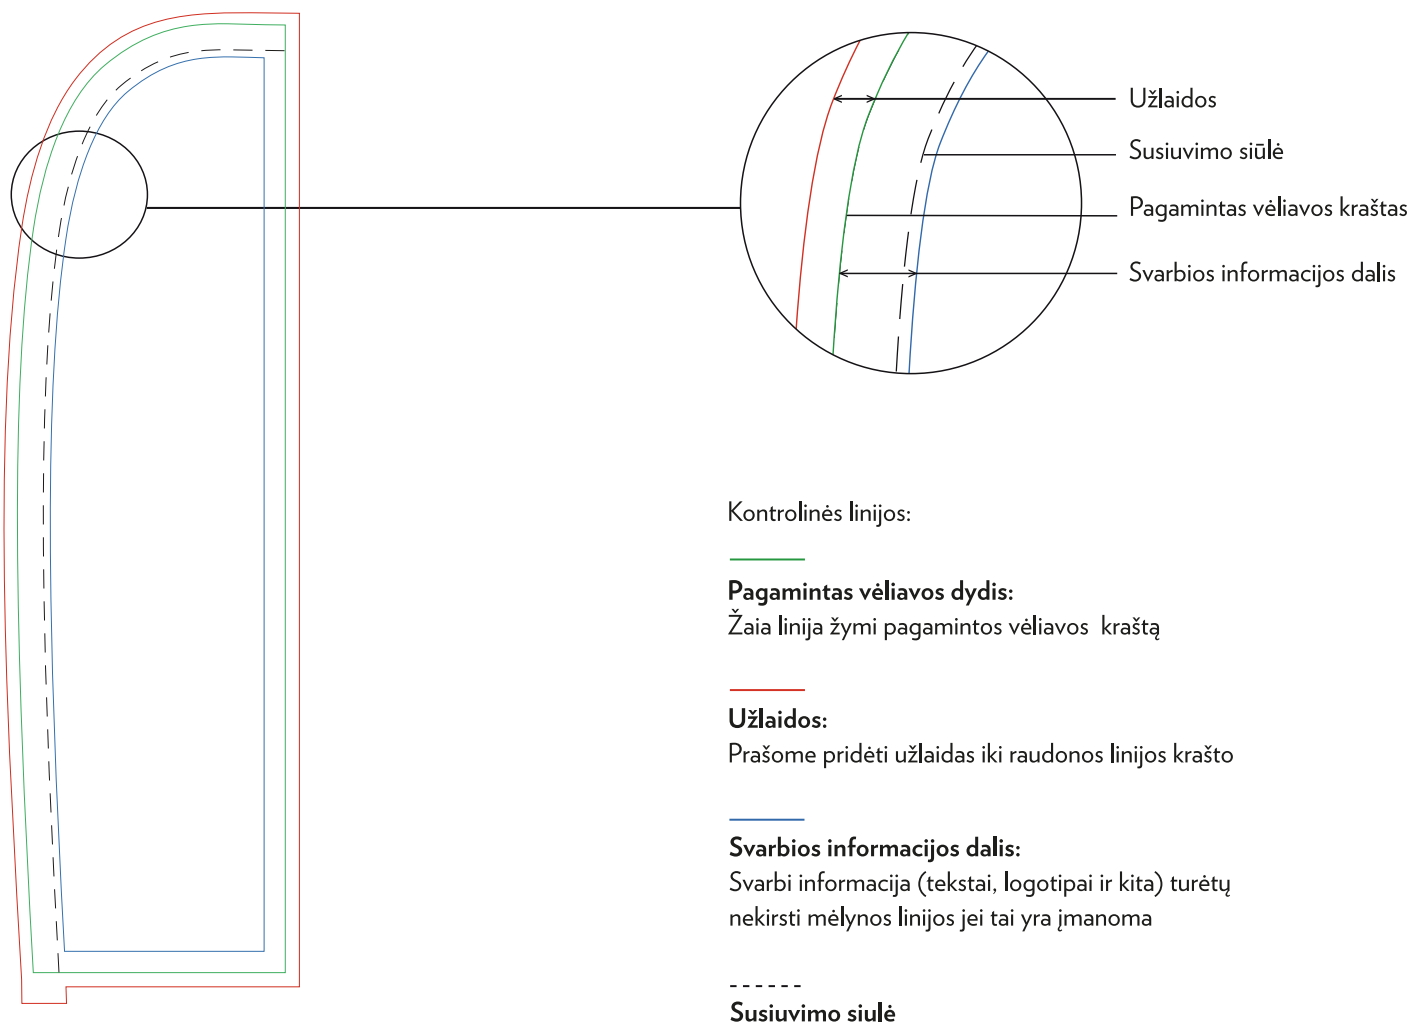 Užlaidos
Susiuvimo siūlė
Pagamintas vėliavos kraštas
Svarbios informacijos dalis
Kontrolinės linijos:
Pagamintas vėliavos dydis:
Žaia linija žymi pagamintos vėliavos kraštą
Užlaidos:
Prašome pridėti užlaidas iki raudonos linijos krašto
Svarbios informacijos dalis:
Svarbi informacija (tekstai, logotipai ir kita) turėtų
nekirsti mėlynos linijos jei tai yra įmanoma
Susiuvimo siulė